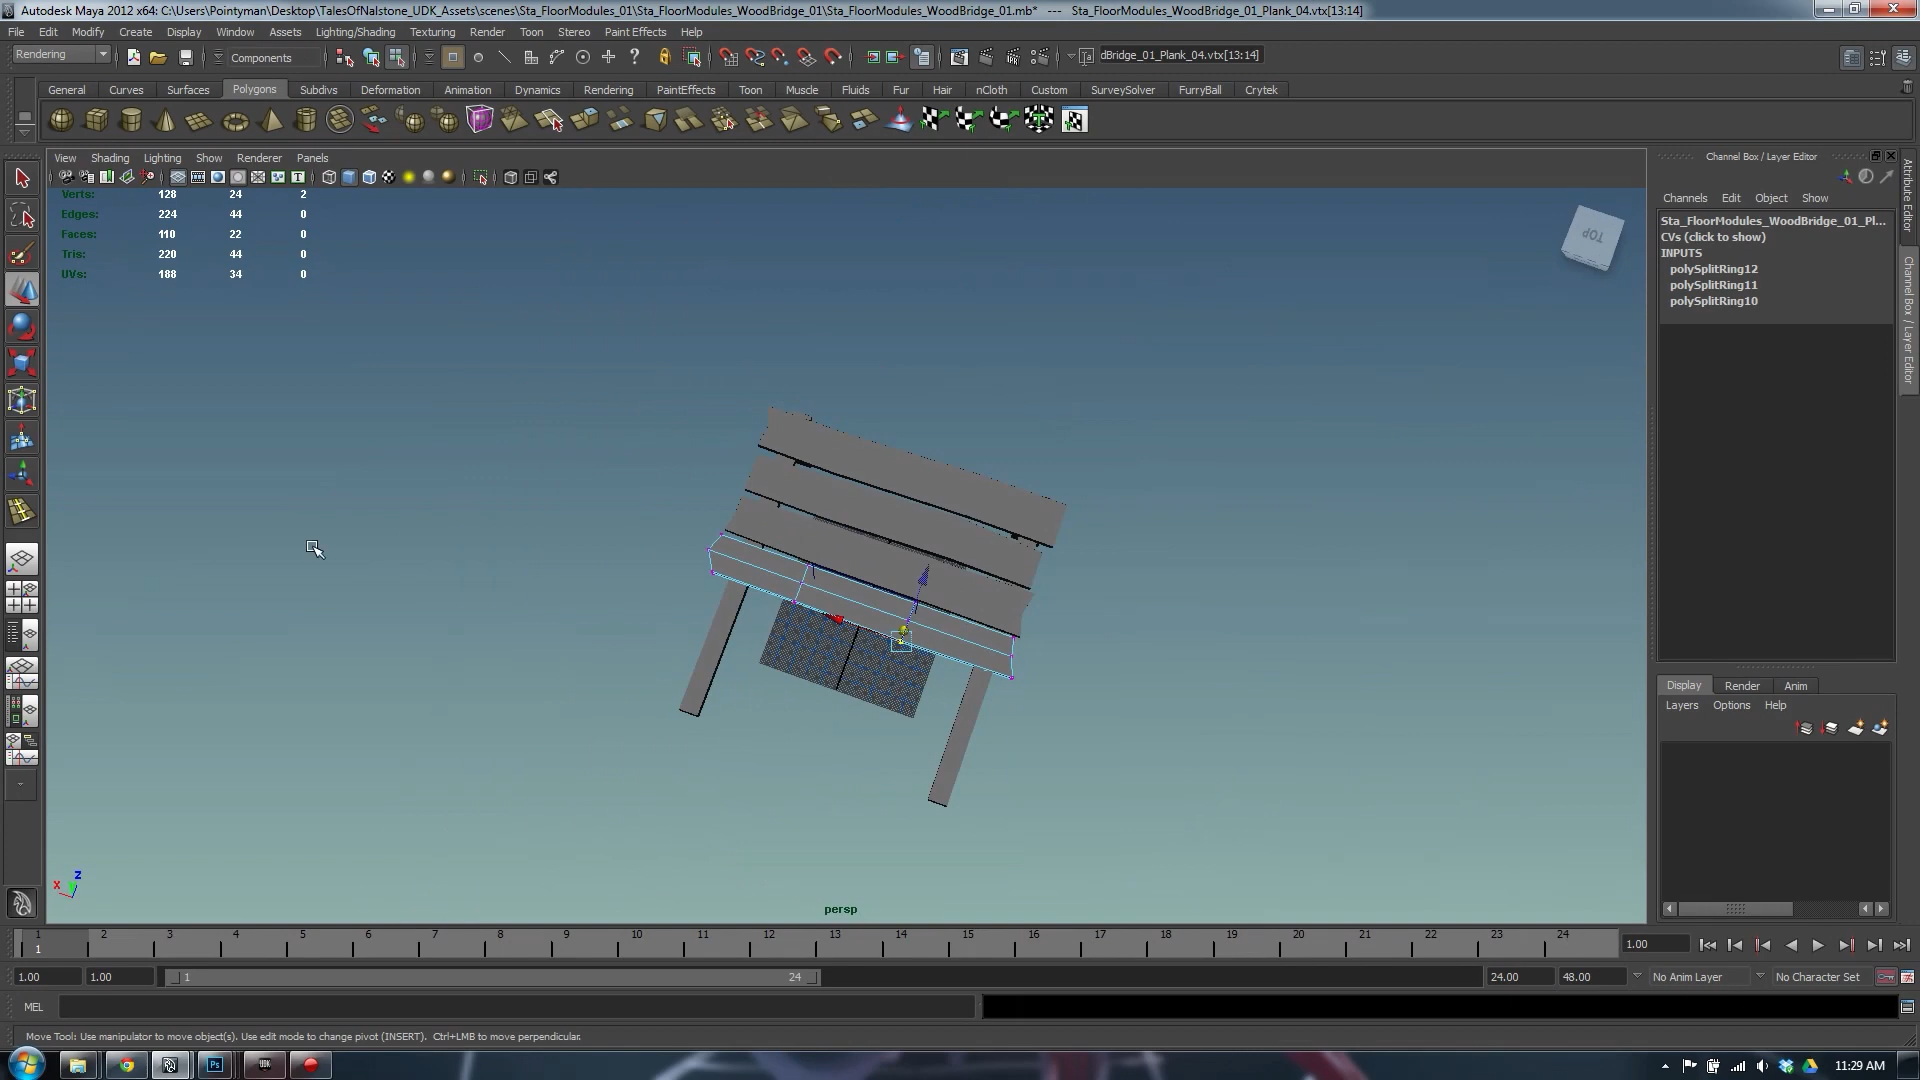 Autodesk Maya 2012 x64: C:\Users\Pointyman\Desktop\TalesOfNalstone_UDK_Assets\scenes\Sta_FloorModules_01\Sta_FloorModules_WoodBridge_01\Sta_FloorModules_WoodBridge_01.mb* --- Sta_FloorModules_WoodBridge_01_Plank_04.vtx[13:14]
File Edit Modify Create Display Window Assets Lighting/Shading Texturing Render Toon Stereo Paint Effects Help
Rendering Components dBridge_01_Plank_04.vtx[13:14]
General Curves Surfaces Polygons Subdivs Deformation Animation Dynamics Rendering PaintEffects Toon Muscle Fluids Fur Hair nCloth Custom SurveySolver FurryBall Crytek
View Shading Lighting Show Renderer Panels
Verts: 128 24 2
Edges: 224 44 0
Faces: 110 22 0
Tris: 220 44 0
UVs: 188 34 0
TOP
z
x
persp
Channel Box / Layer Editor
Channels Edit Object Show
Sta_FloorModules_WoodBridge_01_Pl...
CVs (click to show)
INPUTS
polySplitRing12
polySplitRing11
polySplitRing10
Attribute Editor
Channel Box / Layer Editor
Display Render Anim
Layers Options Help
1 2 3 4 5 6 7 8 9 10 11 12 13 14 15 16 17 18 19 20 21 22 23 24 1.00
1
1.00 1.00 1 24 24.00 48.00 No Anim Layer No Character Set
MEL
Move Tool: Use manipulator to move object(s). Use edit mode to change pivot (INSERT). Ctrl+LMB to move perpendicular.
Ps 11:29 AM